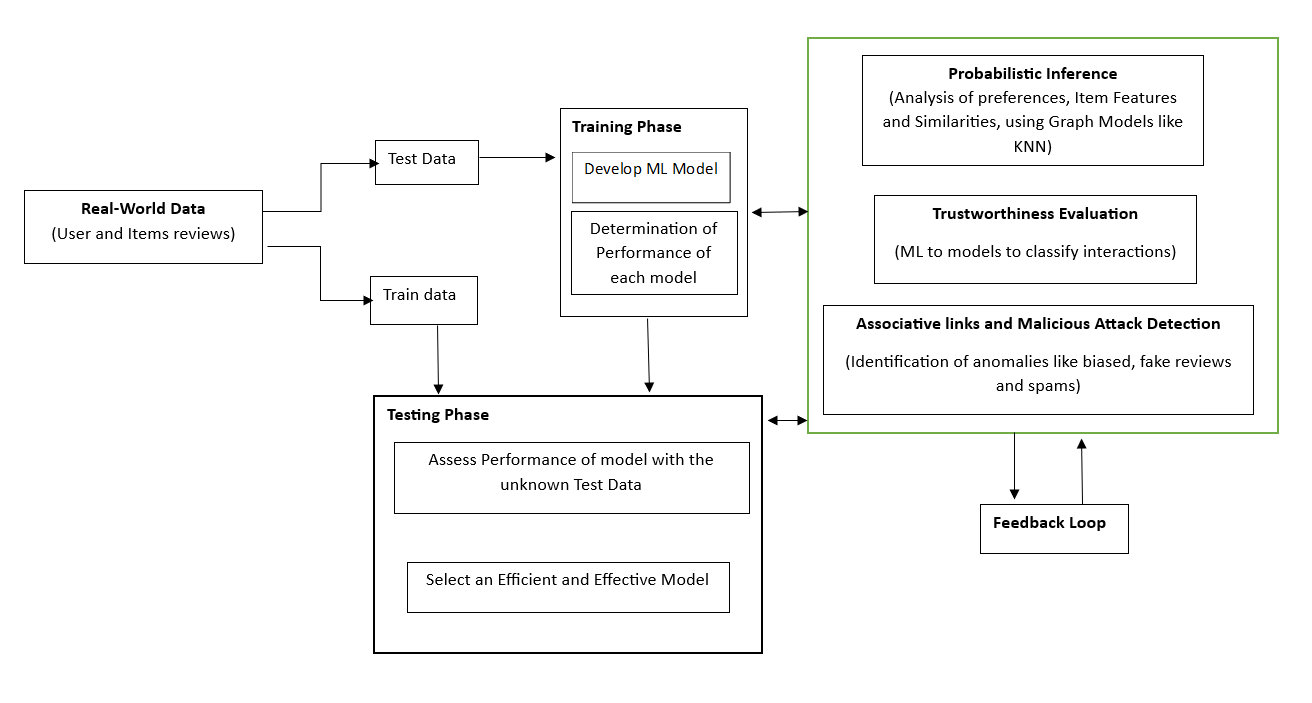 Real-World Data
(User and Items reviews)
Test Data
Train data
Training Phase
Develop ML Model
Determination of
Performance of
each model
Testing Phase
Assess Performance of model with the
unknown Test Data
Select an Efficient and Effective Model
Probabilistic Inference
(Analysis of preferences, Item Features
and Similarities, using Graph Models like
KNN)
Trustworthiness Evaluation
(ML to models to classify interactions)
Associative links and Malicious Attack Detection
(Identification of anomalies like biased, fake reviews
and spams)
Feedback Loop